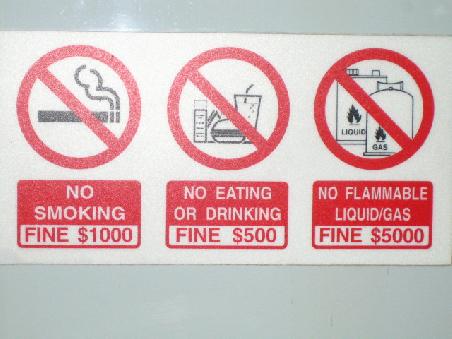 LIQUID
GAS
NO
SMOKING
FINE $1000
NO EATING
OR DRINKING
FINE $500
NO FLAMMABLE
LIQUID/GAS
FINE $5000